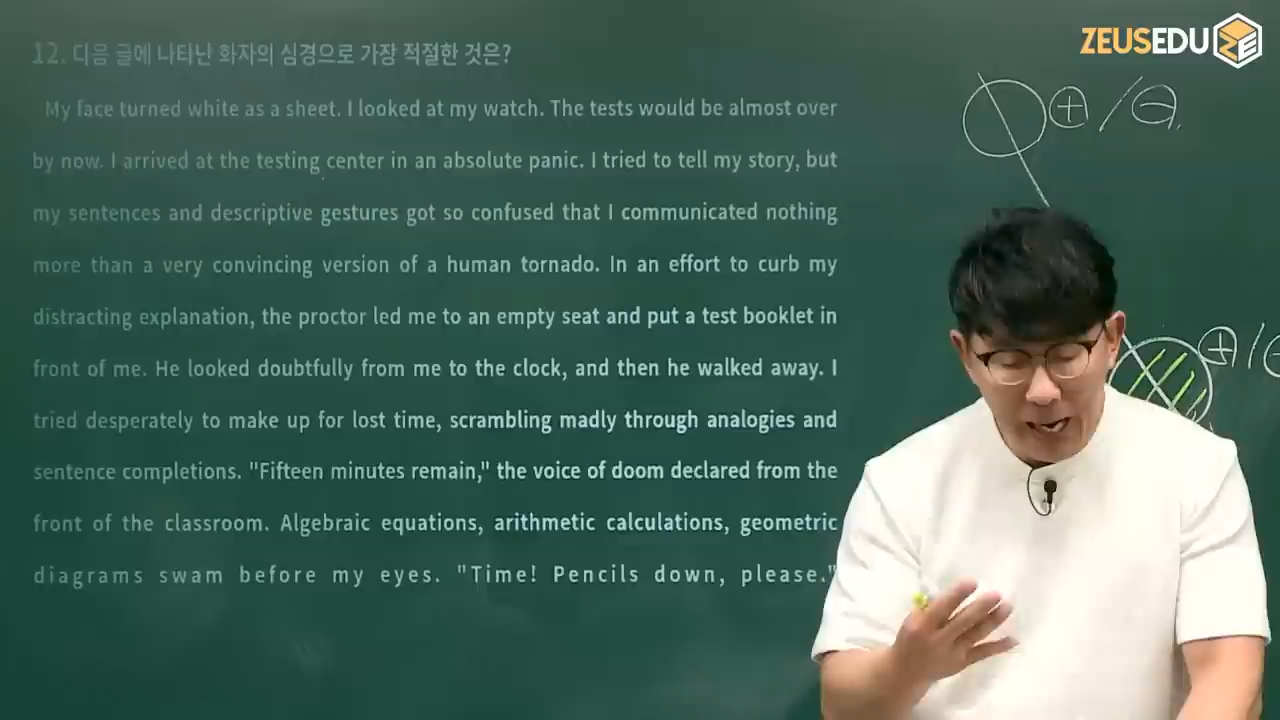 ZEUSEDU
12. 다음 글에 나타난 화자의 심경으로 가장 적절한 것은?
My face turned white as a sheet. I looked at my watch. The tests would be almost over
by now. I arrived at the testing center in an absolute panic. I tried to tell my story, but
my sentences and descriptive gestures got so confused that I communicated nothing
more than a very convincing version of a human tornado. In an effort to curb my
distracting explanation, the proctor led me to an empty seat and put a test booklet in
front of me. He looked doubtfully from me to the clock, and then he walked away. I
tried desperately to make up for lost time, scrambling madly through analogies and
sentence completions. "Fifteen minutes remain," the voice of doom declared from the
front of the classroom. Algebraic equations, arithmetic calculations, geometric
diagrams swam before my eyes. "Time! Pencils down, please."